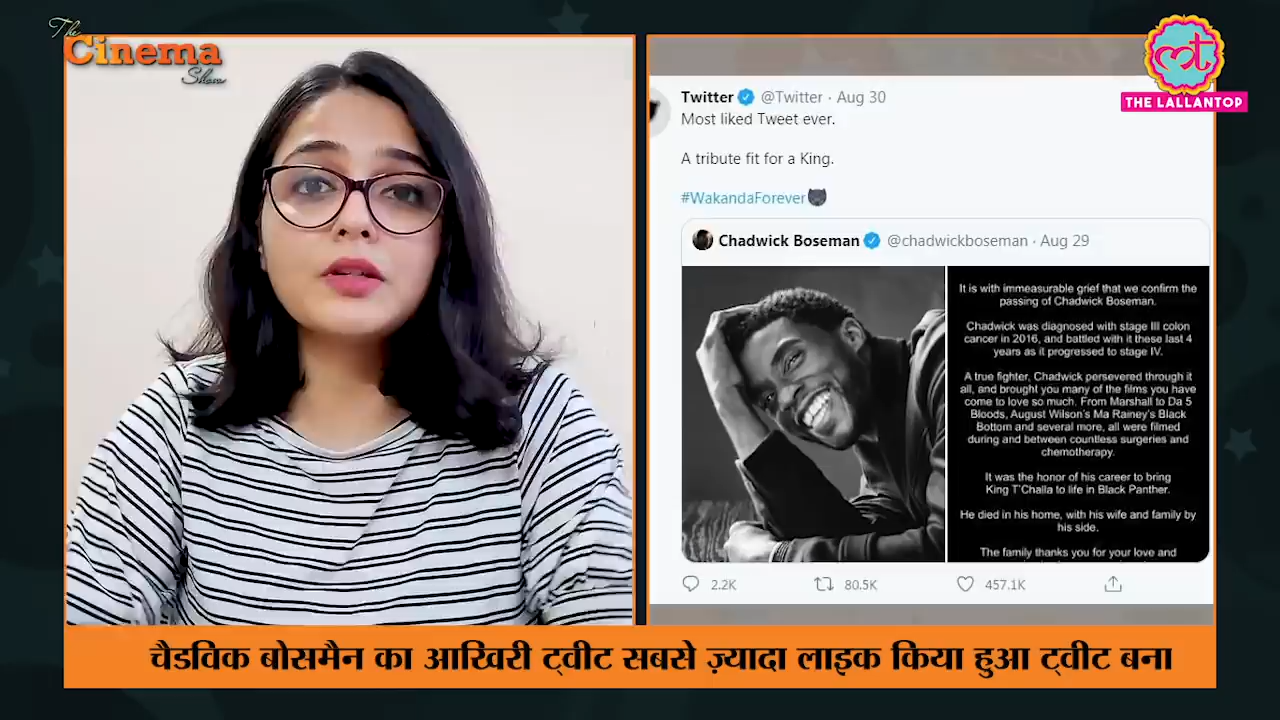 The
Cinema
Show
THE LALLANTOP
Twitter @Twitter · Aug 30
Most liked Tweet ever.
A tribute fit for a King.
#WakandaForever
Chadwick Boseman @chadwickboseman · Aug 29
It is with immeasurable grief that we confirm the
passing of Chadwick Boseman.
Chadwick was diagnosed with stage III colon
cancer in 2016, and battled with it these last 4
years as it progressed to stage IV.
A true fighter, Chadwick persevered through it
all, and brought you many of the films you have
come to love so much. From Marshall to Da 5
Bloods, August Wilson's Ma Rainey's Black
Bottom and several more, all were filmed
during and between countless surgeries and
chemotherapy.
It was the honor of his career to bring
King T'Challa to life in Black Panther.
He died in his home, with his wife and family by
his side.
The family thanks you for your love and
2.2K 80.5K 457.1K
चैडविक बोसमैन का आखिरी ट्वीट सबसे ज़्यादा लाइक किया हुआ ट्वीट बना